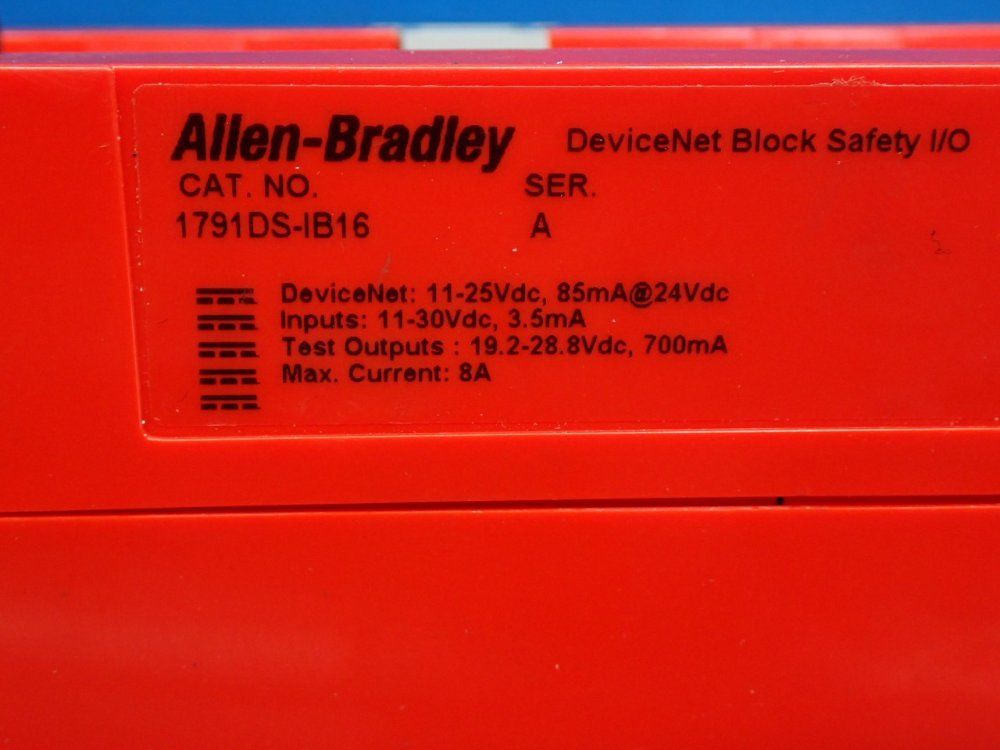 Allen-Bradley DeviceNet Block Safety I/O
CAT. NO. SER.
1791DS-IB16 A
DeviceNet: 11-25Vdc, 85mA@24Vdc
Inputs: 11-30Vdc, 3.5mA
Test Outputs : 19.2-28.8Vdc, 700mA
Max. Current: 8A